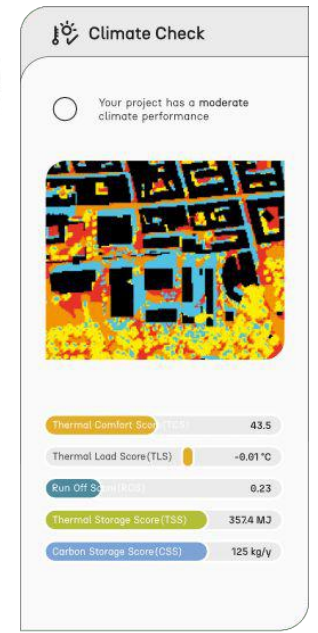 Climate Check
Your project has a moderate
climate performance
Thermal Comfort Score(TCS) 43.5
Thermal Load Score(TLS) -0.01 °C
Run Off Score(ROS) 0.23
Thermal Storage Score(TSS) 357.4 MJ
Carbon Storage Score(CSS) 125 kg/y